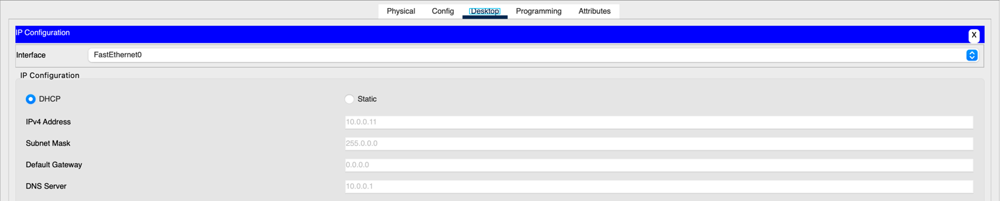 Physical Config Desktop Programming Attributes
IP Configuration X
Interface FastEthernet0
IP Configuration
DHCP Static
IPv4 Address 10.0.0.11
Subnet Mask 255.0.0.0
Default Gateway 0.0.0.0
DNS Server 10.0.0.1